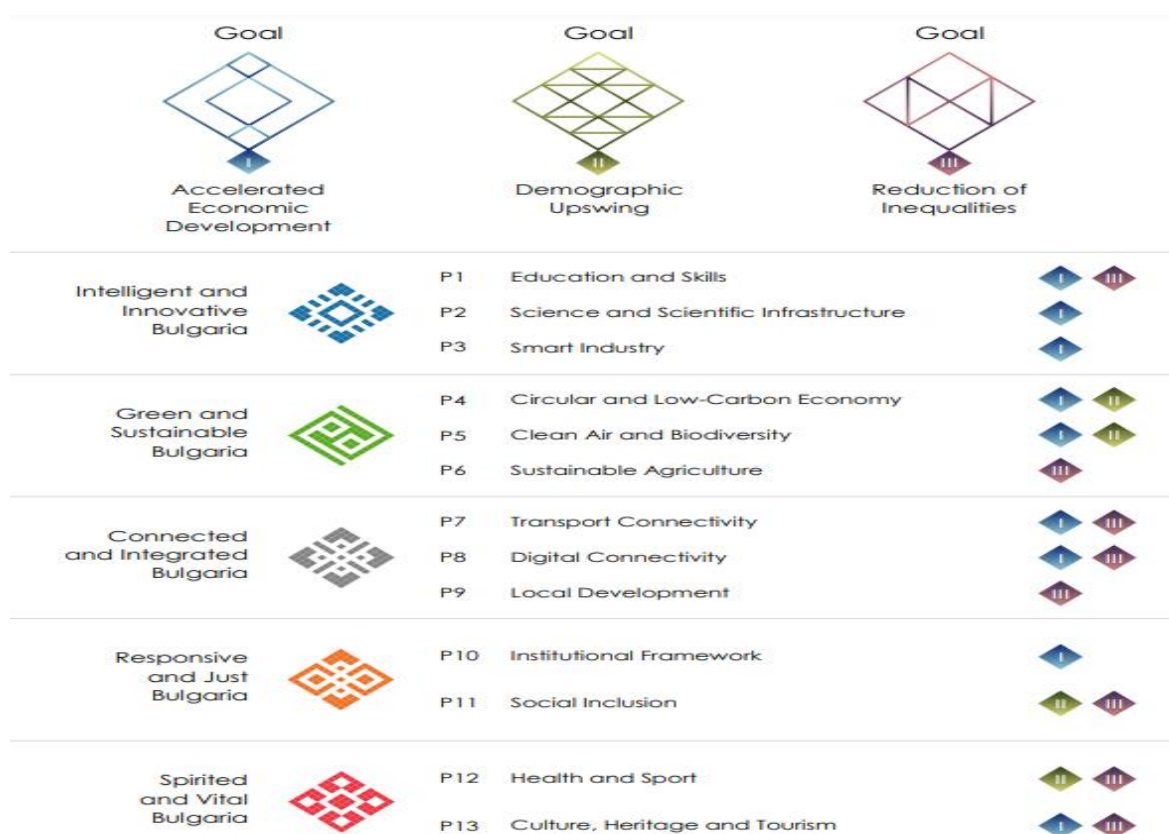 Goal
Goal
Goal
I
II
III
Accelerated
Economic
Development
Demographic
Upswing
Reduction of
Inequalities
Intelligent and
Innovative
Bulgaria
P1 Education and Skills I III
P2 Science and Scientific Infrastructure I
P3 Smart Industry I
Green and
Sustainable
Bulgaria
P4 Circular and Low-Carbon Economy I II
P5 Clean Air and Biodiversity I II
P6 Sustainable Agriculture III
Connected
and Integrated
Bulgaria
P7 Transport Connectivity I III
P8 Digital Connectivity I III
P9 Local Development III
Responsive
and Just
Bulgaria
P10 Institutional Framework I
P11 Social Inclusion II III
Spirited
and Vital
Bulgaria
P12 Health and Sport II III
P13 Culture, Heritage and Tourism I III